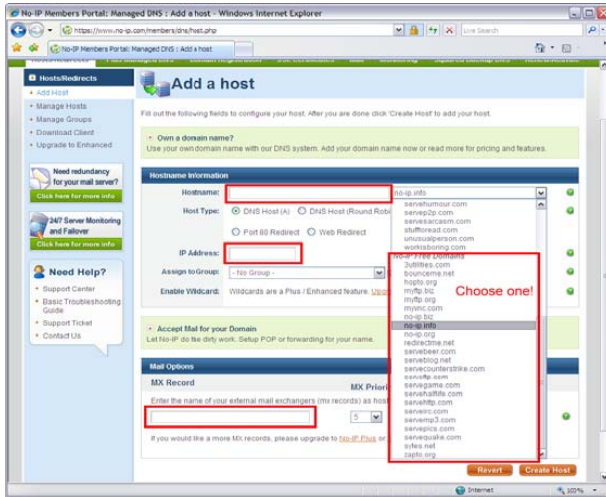 No-IP Members Portal: Managed DNS : Add a host - Windows Internet Explorer
https://www.no-ip.com/members/dns/host.php
Live Search
No-IP Members Portal: Managed DNS : Add a host
Hosts/Redirects
Add Host
Manage Hosts
Manage Groups
Download Client
Upgrade to Enhanced
Need redundancy
for your mail server?
Click here for more info
24/7 Server Monitoring
and Failover
Click here for more info
Need Help?
Support Center
Basic Troubleshooting
Guide
Support Ticket
Contact Us
Add a host
Fill out the following fields to configure your host. After you are done click 'Create Host' to add your host.
Own a domain name?
Use your own domain name with our DNS system. Add your domain name now or read more for pricing and features.
Hostname Information
Hostname:
no-ip.info
Host Type:
DNS Host (A)
DNS Host (Round Robi
Port 80 Redirect
Web Redirect
IP Address:
Assign to Group:
- No Group -
Enable Wildcard:
Wildcards are a Plus / Enhanced feature.
servehumour.com
servep2p.com
servesarcasm.com
stuffforead.com
unusualperson.com
workisboring.com
No-IP Free Domains
3utilities.com
bounceme.net
hopto.org
myftp.biz
myftp.org
myvnc.com
no-ip.biz
no-ip.info
no-ip.org
redirectme.net
servebeer.com
serveblog.net
servecounterstrike.com
serveftp.com
servegame.com
servehalflife.com
servehttp.com
serveirc.com
servemp3.com
servepics.com
servequake.com
sytes.net
zapto.org
Choose one!
Accept Mail for your Domain
Let No-IP do the dirty work. Setup POP or forwarding for your name.
Mail Options
MX Record
MX Priori
Enter the name of your external mail exchangers (mx records) as host
5
If you would like a more MX records, please upgrade to No-IP Plus or
Revert
Create Host
Internet
100%